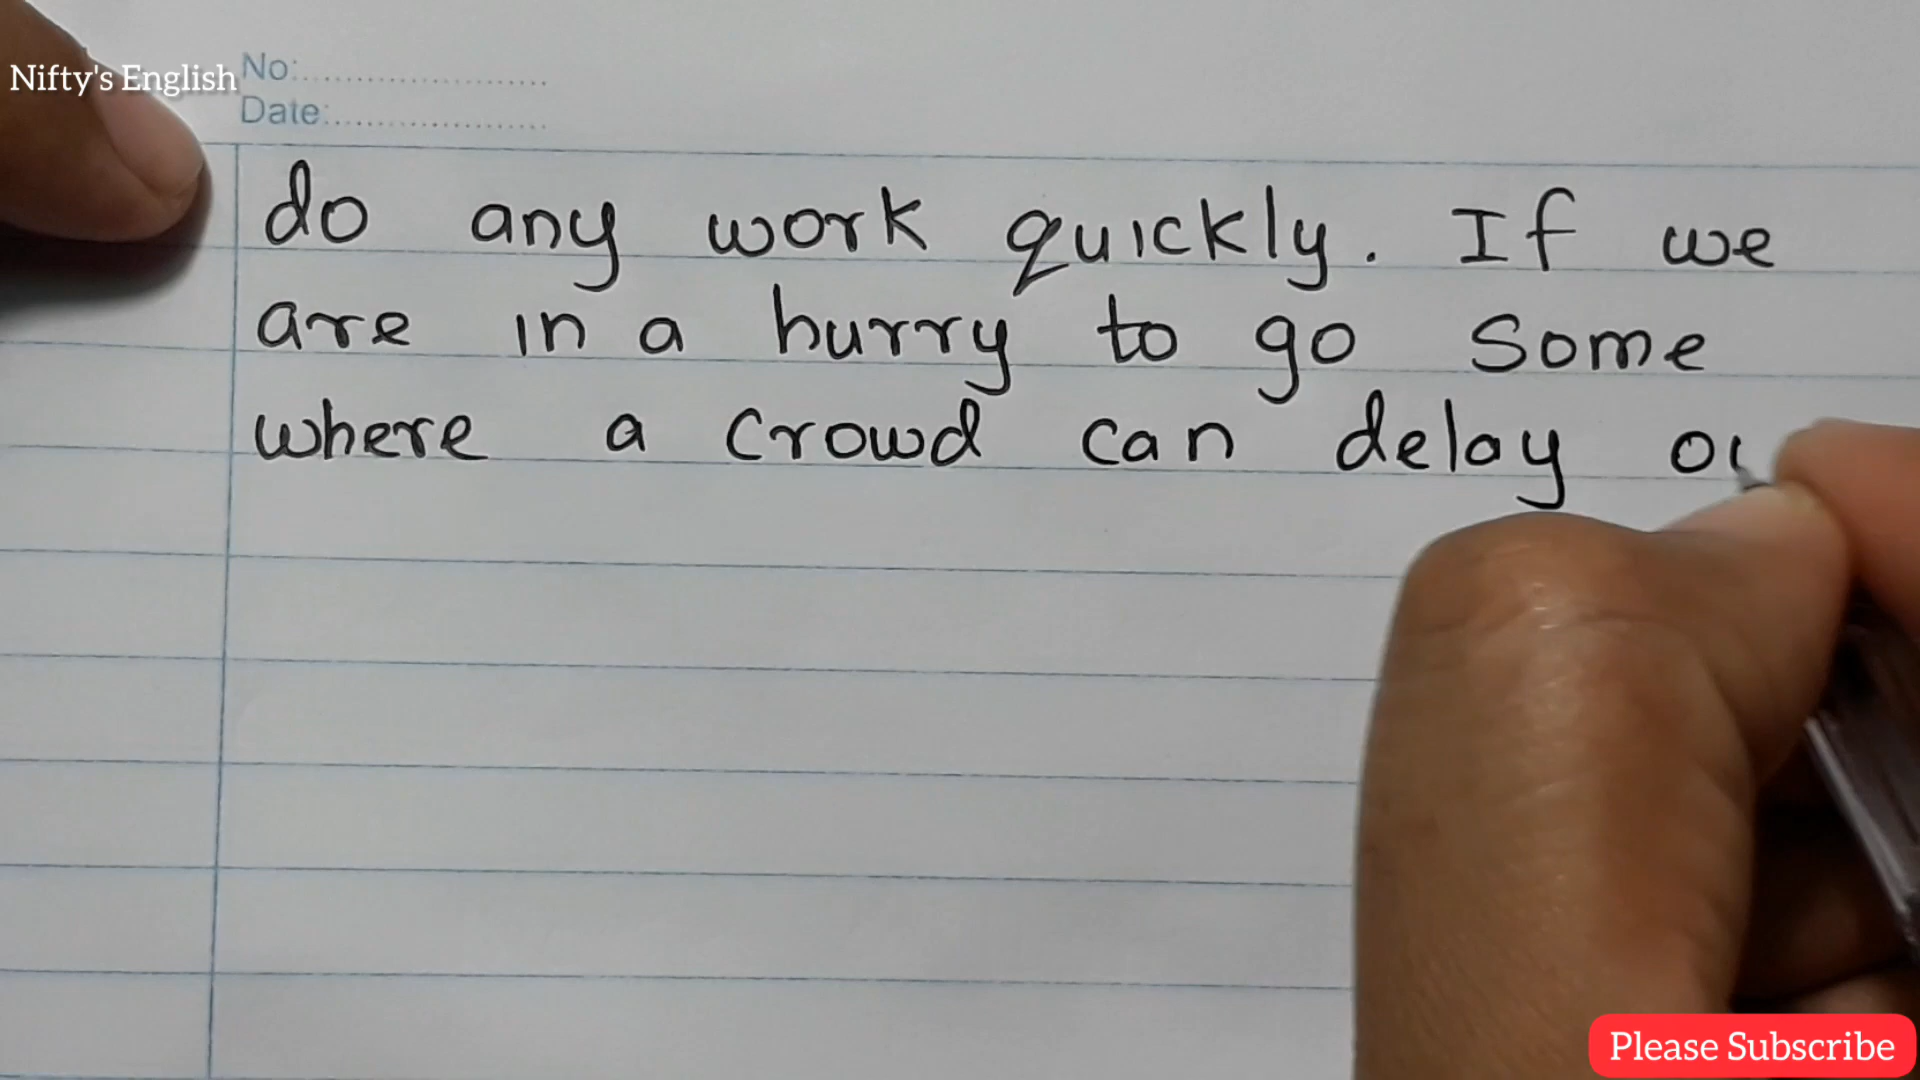 Nifty's English
No:
Date:
do any work quickly. If we
are in a hurry to go some
where a crowd can delay
Please Subscribe